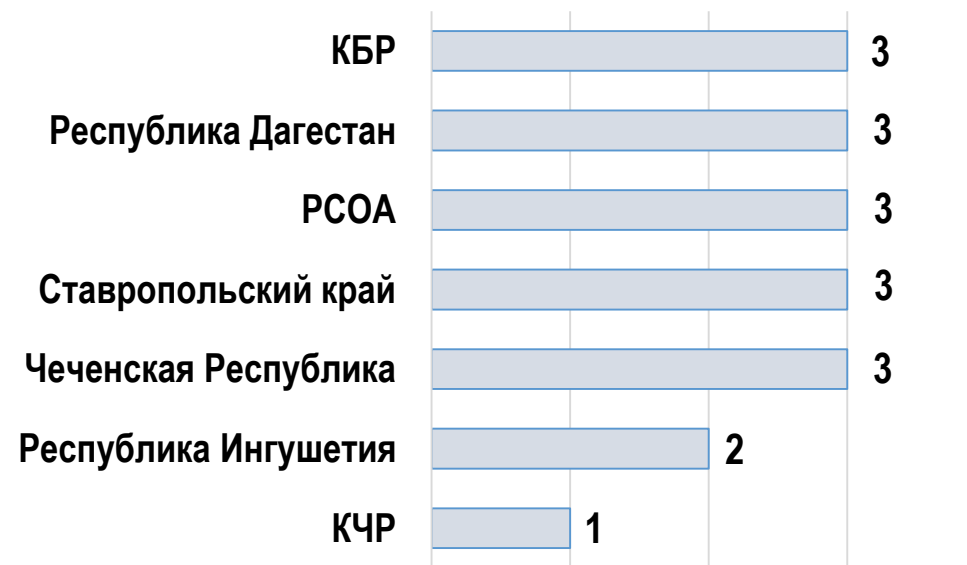 КБР 3
Республика Дагестан 3
РСОА 3
Ставропольский край 3
Чеченская Республика 3
Республика Ингушетия 2
КЧР 1